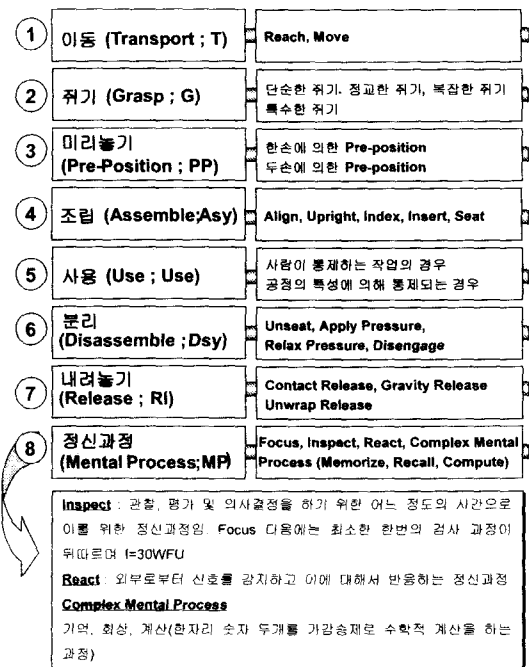 1
이동 (Transport ; T)
Reach, Move
2
쥐기 (Grasp ; G)
단순한 쥐기. 정교한 쥐기, 복잡한 쥐기
특수한 쥐기
3
미리놓기
(Pre-Position ; PP)
한손에 의한 Pre-position
두손에 의한 Pre-position
4
조립 (Assemble;Asy)
Align, Upright, Index, Insert, Seat
5
사용 (Use ; Use)
사람이 통제하는 작업의 경우
공정의 특성에 의해 통제되는 경우
6
분리
(Disassemble ; Dsy)
Unseat, Apply Pressure,
Relax Pressure, Disengage
7
내려놓기
(Release ; Rl)
Contact Release, Gravity Release
Unwrap Release
8
정신과정
(Mental Process;MP)
Focus, Inspect, React, Complex Mental
Process (Memorize, Recall, Compute)
Inspect : 관찰, 평가 및 의사결정을 하기 위한 어느 정도의 시간으로
이를 위한 정신과정임. Focus 다음에는 최소한 한번의 검사 과정이
뒤따르며 I=30WFU
React : 외부로부터 신호를 감지하고 이에 대해서 반응하는 정신과정
Complex Mental Process
기억, 회상, 계산(한자리 숫자 두개를 가감승제로 수학적 계산을 하는
과정)